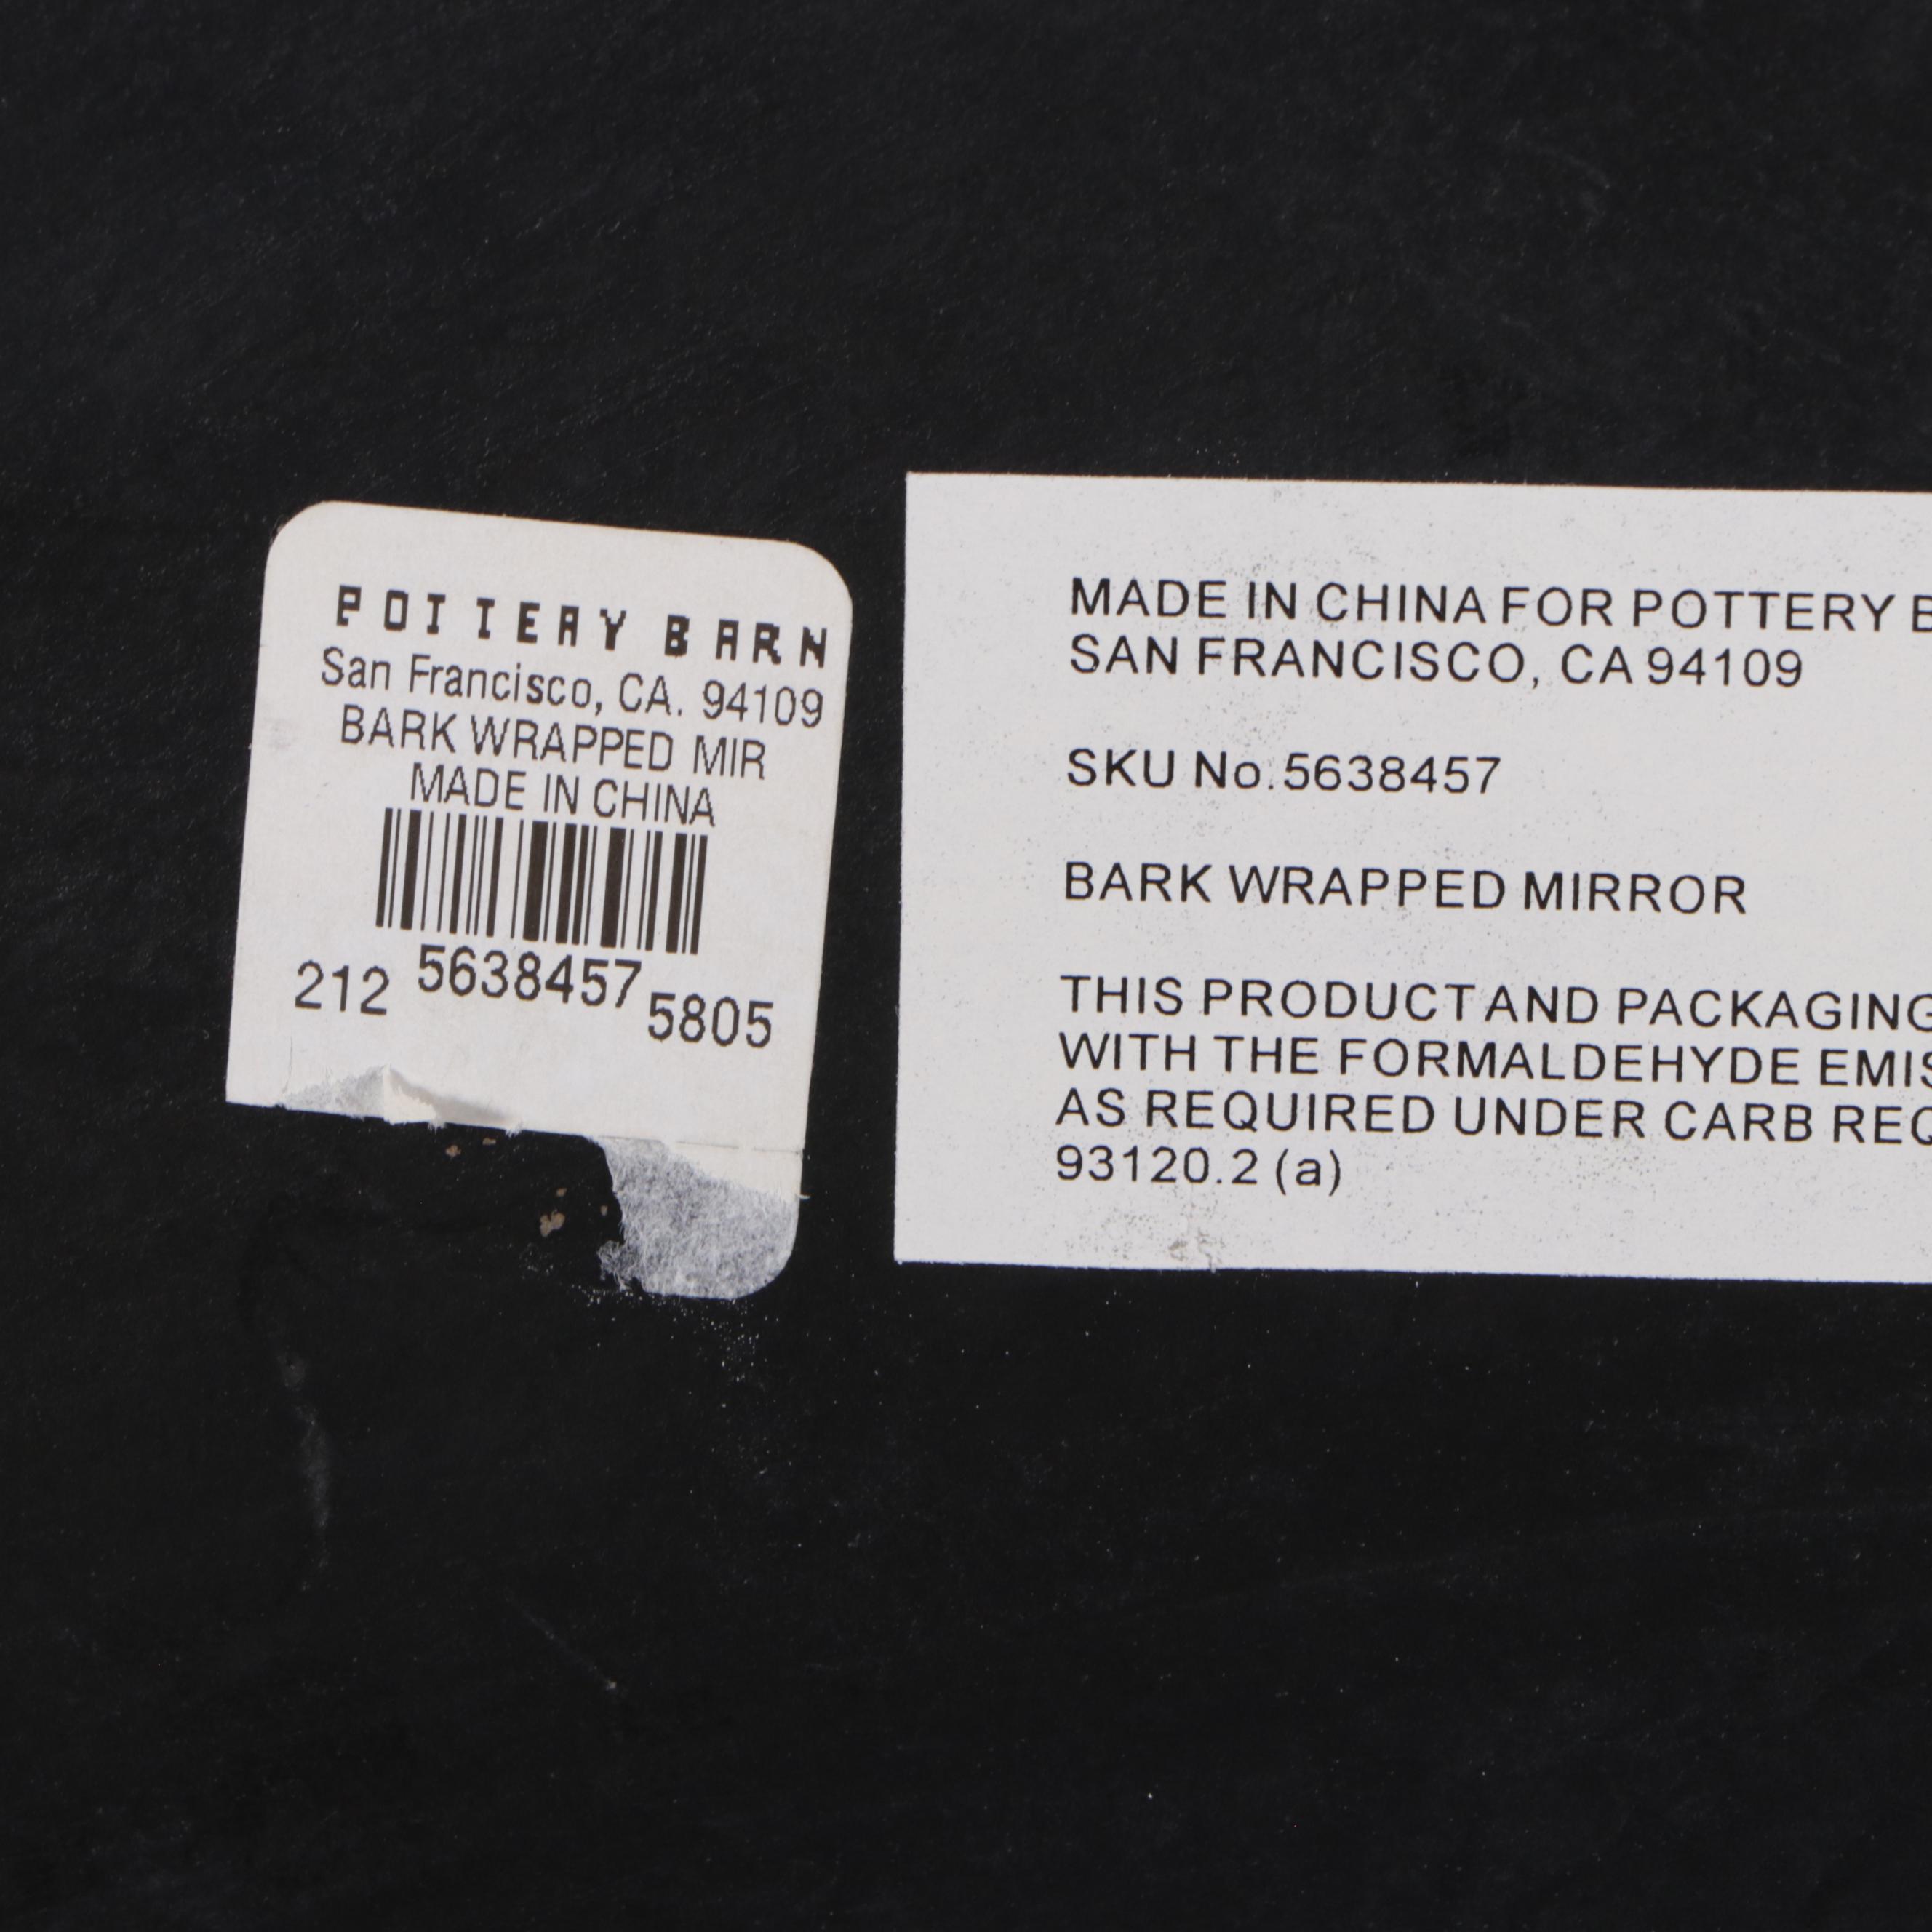 POTTERY BARN
San Francisco, CA. 94109
BARK WRAPPED MIR
MADE IN CHINA
212 5638457 5805
MADE IN CHINA FOR POTTERY B
SAN FRANCISCO, CA 94109
SKU No.5638457
BARK WRAPPED MIRROR
THIS PRODUCT AND PACKAGING
WITH THE FORMALDEHYDE EMIS
AS REQUIRED UNDER CARB REQ
93120.2 (a)